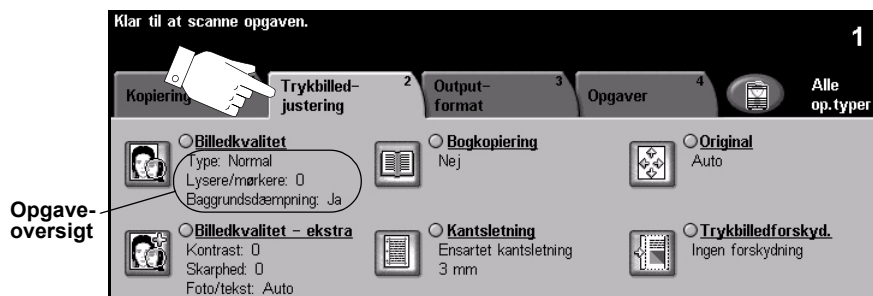 Klar til at scanne opgaven.
1
Kopiering
Trykbilled-
justering
2
Output-
format
3
Opgaver
4
Alle
op.typer
Billedkvalitet
Type: Normal
Lysere/mørkere: 0
Baggrundsdæmpning: Ja
Bogkopiering
Nej
Original
Auto
Opgave-
oversigt
Billedkvalitet - ekstra
Kontrast: 0
Skarphed: 0
Foto/tekst: Auto
Kantsletning
Ensartet kantsletning
3 mm
Trykbilledforskyd.
Ingen forskydning